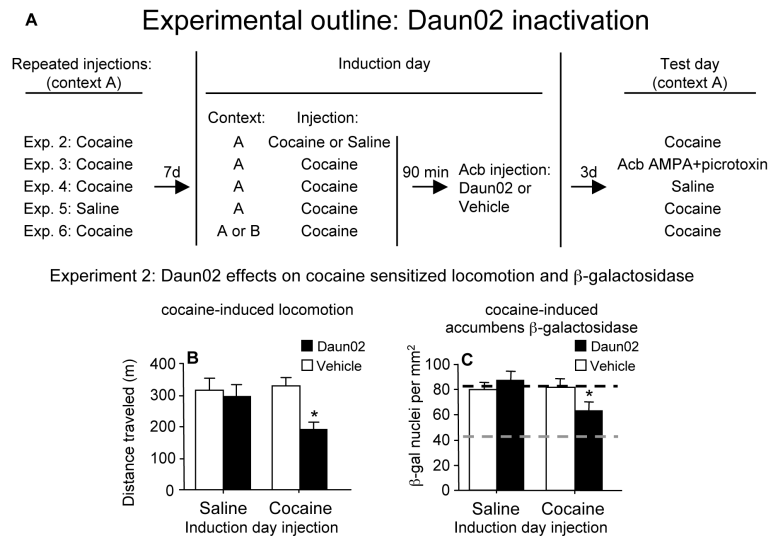 A
Experimental outline: Daun02 inactivation
Repeated injections:
(context A)
Induction day
Test day
(context A)
Context:
Injection:
Exp. 2: Cocaine
A
Cocaine or Saline
Cocaine
Exp. 3: Cocaine
A
Cocaine
Acb AMPA+picrotoxin
Exp. 4: Cocaine
A
Cocaine
Saline
Exp. 5: Saline
A
Cocaine
Cocaine
Exp. 6: Cocaine
A or B
Cocaine
Cocaine
7d
90 min
Acb injection:
Daun02 or
Vehicle
3d
Experiment 2: Daun02 effects on cocaine sensitized locomotion and β-galactosidase
cocaine-induced locomotion
B
Daun02
Vehicle
Distance traveled (m)
400
300
200
100
0
*
Saline
Cocaine
Induction day injection
cocaine-induced
accumbens β-galactosidase
C
Daun02
Vehicle
β-gal nuclei per mm²
100
80
60
40
20
0
*
Saline
Cocaine
Induction day injection